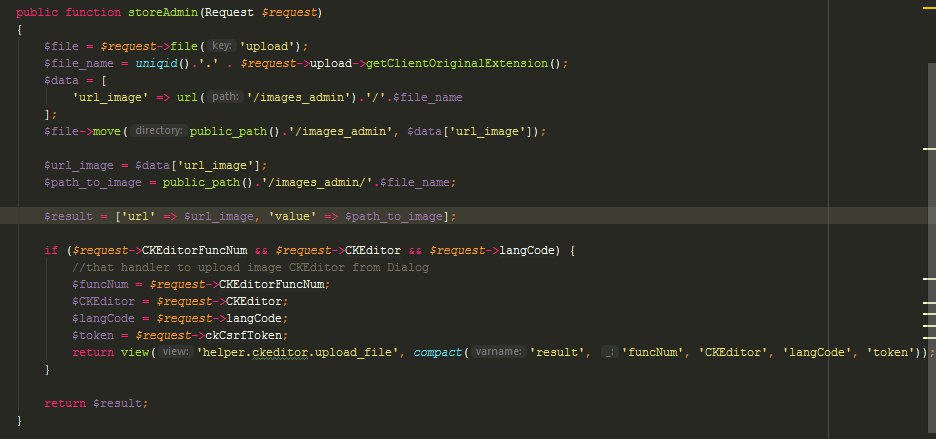 public function storeAdmin(Request $request)
{
$file = $request->file( key: 'upload');
$file_name = uniqid().'.' . $request->upload->getClientOriginalExtension();
$data = [
'url_image' => url( path: '/images_admin').'/'.$file_name
];
$file->move( directory: public_path().'/images_admin', $data['url_image']);
$url_image = $data['url_image'];
$path_to_image = public_path().'/images_admin/'.$file_name;
$result = ['url' => $url_image, 'value' => $path_to_image];
if ($request->CKEditorFuncNum && $request->CKEditor && $request->langCode) {
//that handler to upload image CKEditor from Dialog
$funcNum = $request->CKEditorFuncNum;
$CKEditor = $request->CKEditor;
$langCode = $request->langCode;
$token = $request->ckCsrfToken;
return view( view: 'helper.ckeditor.upload_file', compact( varname: 'result', _: 'funcNum', 'CKEditor', 'langCode', 'token'));
}
return $result;
}